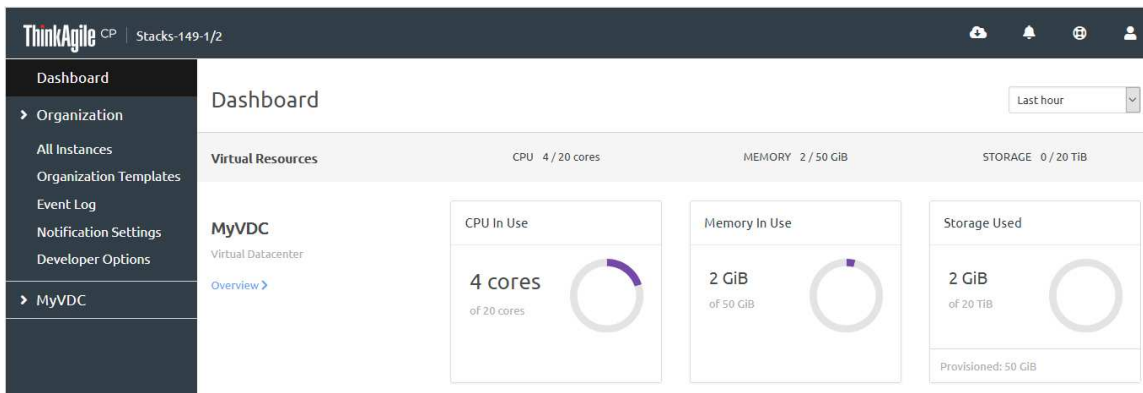 ThinkAgile CP | Stacks-149-1/2
Dashboard
Organization
All Instances
Organization Templates
Event Log
Notification Settings
Developer Options
MyVDC
Dashboard
Last hour
Virtual Resources
CPU 4 / 20 cores
MEMORY 2 / 50 GiB
STORAGE 0 / 20 TiB
MyVDC
Virtual Datacenter
Overview
CPU In Use
4 cores
of 20 cores
Memory In Use
2 GiB
of 50 GiB
Storage Used
2 GiB
of 20 TiB
Provisioned: 50 GiB